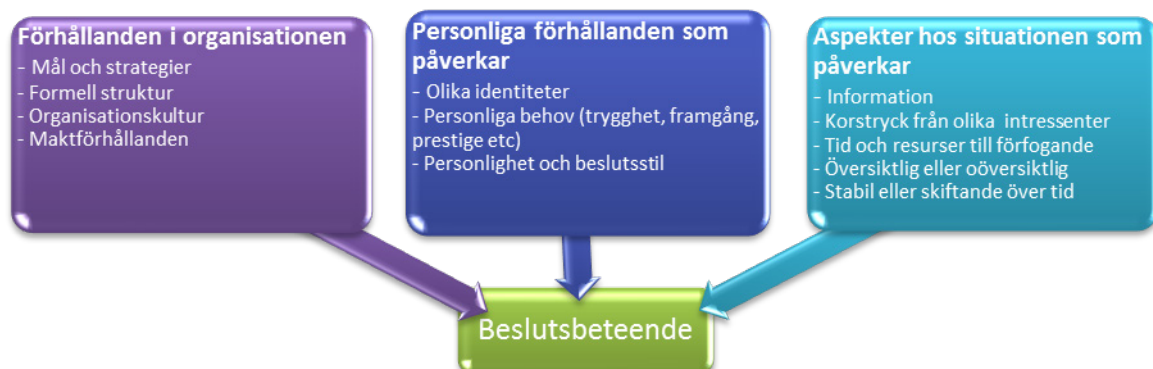 Förhållanden i organisationen
- Mål och strategier
- Formell struktur
- Organisationskultur
- Maktförhållanden
Personliga förhållanden som
påverkar
- Olika identiteter
- Personliga behov (trygghet, framgång,
prestige etc)
- Personlighet och beslutsstil
Aspekter hos situationen som
påverkar
- Information
- Korstryck från olika intressenter
- Tid och resurser till förfogande
- Översiktlig eller oöversiktlig
- Stabil eller skiftande över tid
Beslutsbeteende